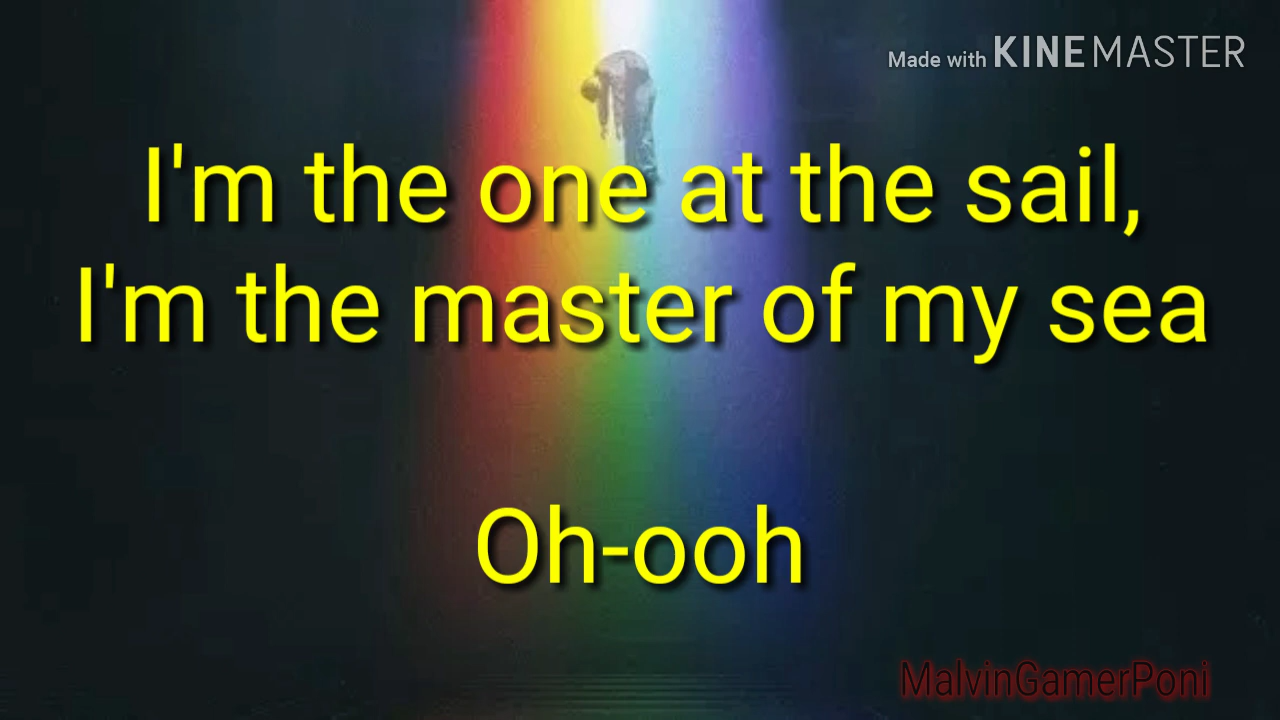 Made with KINEMASTER
I'm the one at the sail,
I'm the master of my sea
Oh-ooh
MalvinGamerPoni